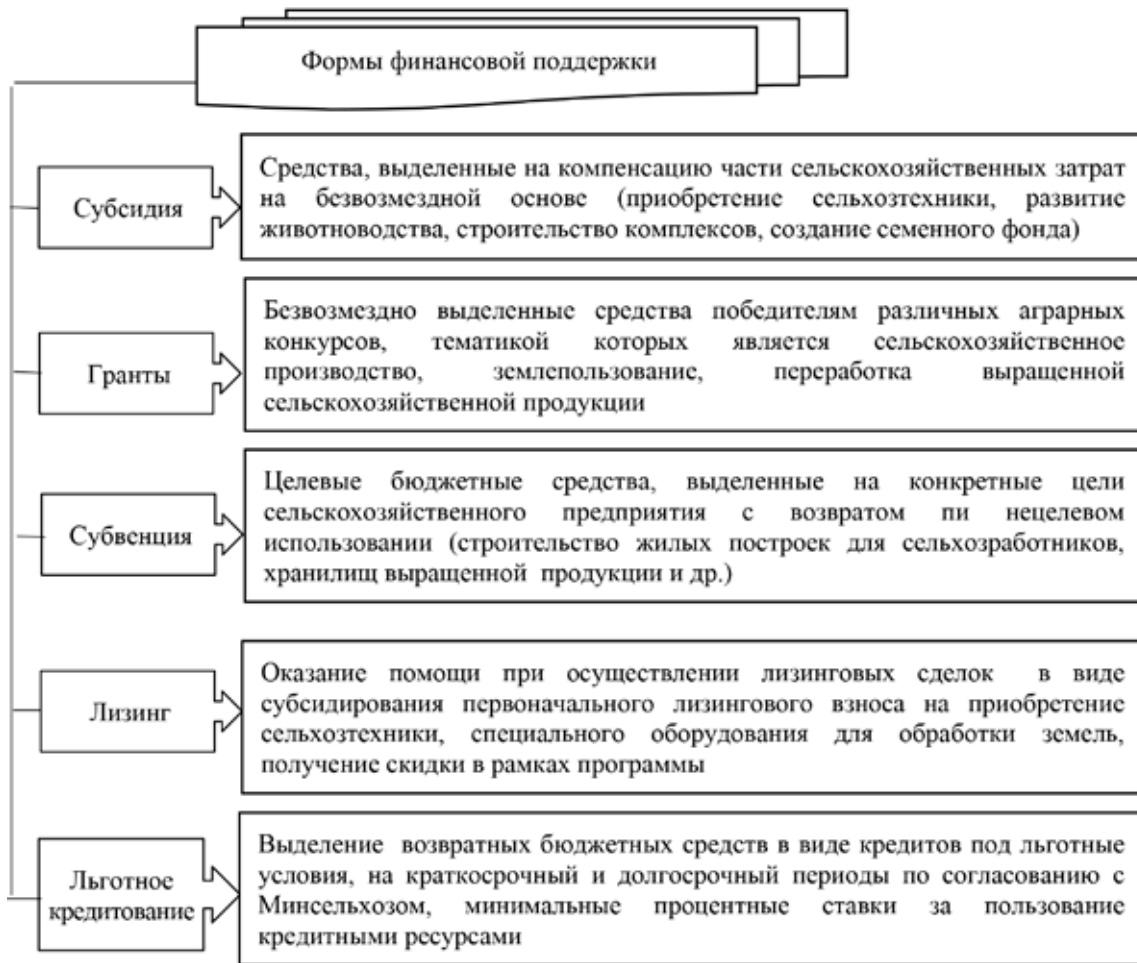 Формы финансовой поддержки
Субсидия
Средства, выделенные на компенсацию части сельскохозяйственных затрат
на безвозмездной основе (приобретение сельхозтехники, развитие
животноводства, строительство комплексов, создание семенного фонда)
Гранты
Безвозмездно выделенные средства победителям различных аграрных
конкурсов, тематикой которых является сельскохозяйственное
производство, землепользование, переработка выращенной
сельскохозяйственной продукции
Субвенция
Целевые бюджетные средства, выделенные на конкретные цели
сельскохозяйственного предприятия с возвратом пи нецелевом
использовании (строительство жилых построек для сельхозработников,
хранилищ выращенной продукции и др.)
Лизинг
Оказание помощи при осуществлении лизинговых сделок в виде
субсидирования первоначального лизингового взноса на приобретение
сельхозтехники, специального оборудования для обработки земель,
получение скидки в рамках программы
Льготное
кредитование
Выделение возвратных бюджетных средств в виде кредитов под льготные
условия, на краткосрочный и долгосрочный периоды по согласованию с
Минсельхозом, минимальные процентные ставки за пользование
кредитными ресурсами